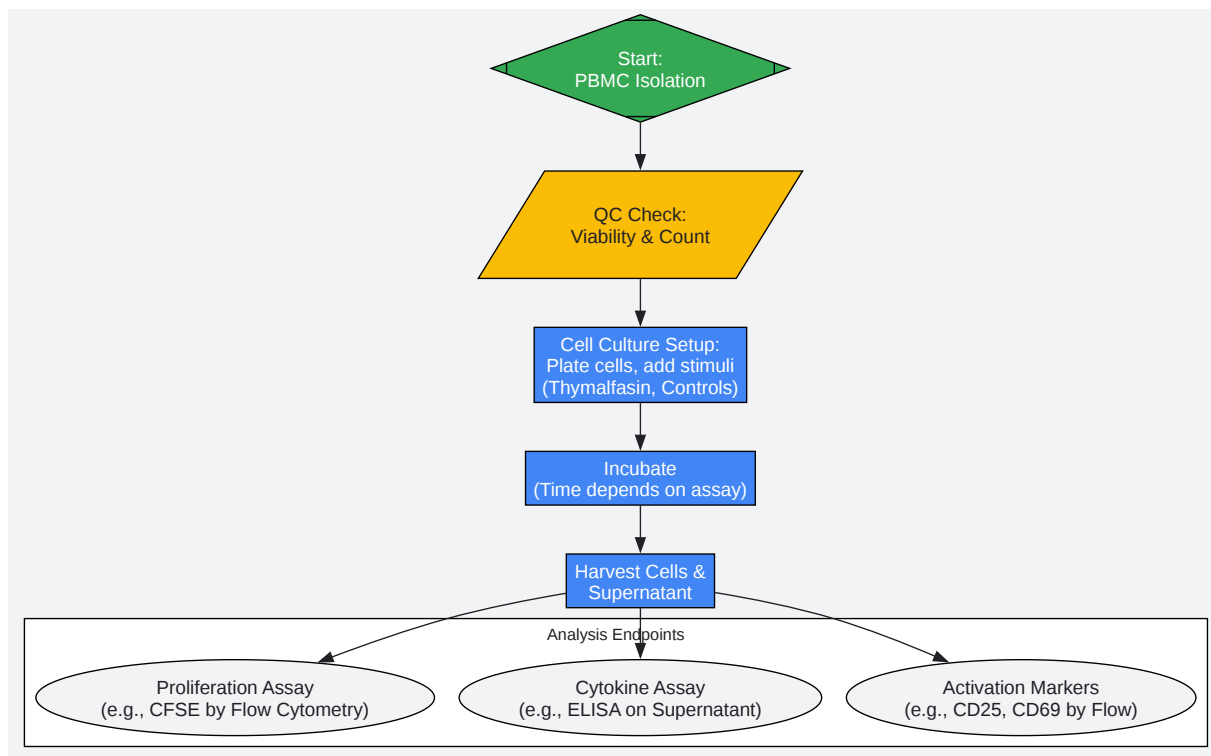 Start:
PBMC Isolation
QC Check:
Viability & Count
Cell Culture Setup:
Plate cells, add stimuli
(Thymalfasin, Controls)
Incubate
(Time depends on assay)
Harvest Cells &
Supernatant
Analysis Endpoints
Proliferation Assay
(e.g., CFSE by Flow Cytometry)
Cytokine Assay
(e.g., ELISA on Supernatant)
Activation Markers
(e.g., CD25, CD69 by Flow)